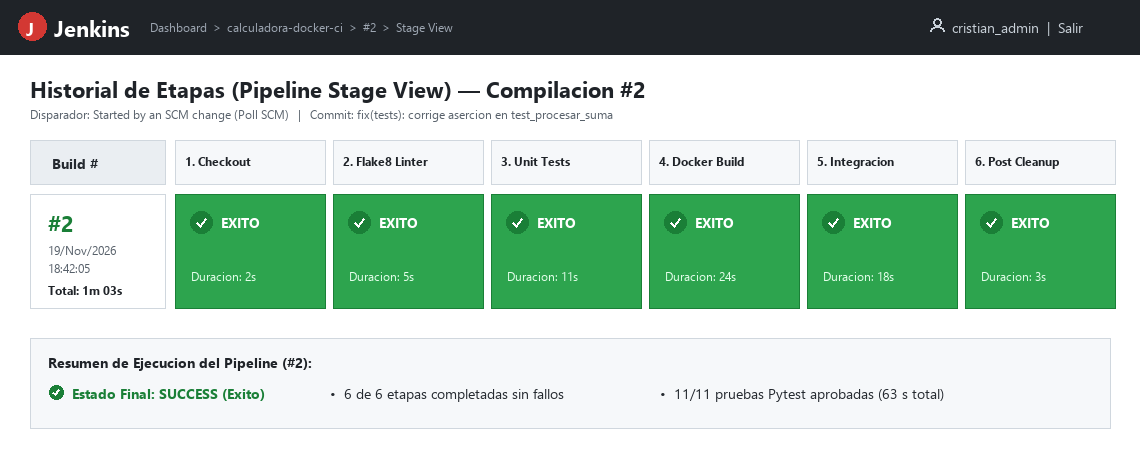 J Jenkins Dashboard > calculadora-docker-ci > #2 > Stage View cristian_admin | Salir
Historial de Etapas (Pipeline Stage View) — Compilacion #2
Disparador: Started by an SCM change (Poll SCM) | Commit: fix(tests): corrige asercion en test_procesar_suma
Build # 1. Checkout 2. Flake8 Linter 3. Unit Tests 4. Docker Build 5. Integracion 6. Post Cleanup
#2 EXITO EXITO EXITO EXITO EXITO EXITO
19/Nov/2026
18:42:05 Duracion: 2s Duracion: 5s Duracion: 11s Duracion: 24s Duracion: 18s Duracion: 3s
Total: 1m 03s
Resumen de Ejecucion del Pipeline (#2):
Estado Final: SUCCESS (Exito) • 6 de 6 etapas completadas sin fallos • 11/11 pruebas Pytest aprobadas (63 s total)